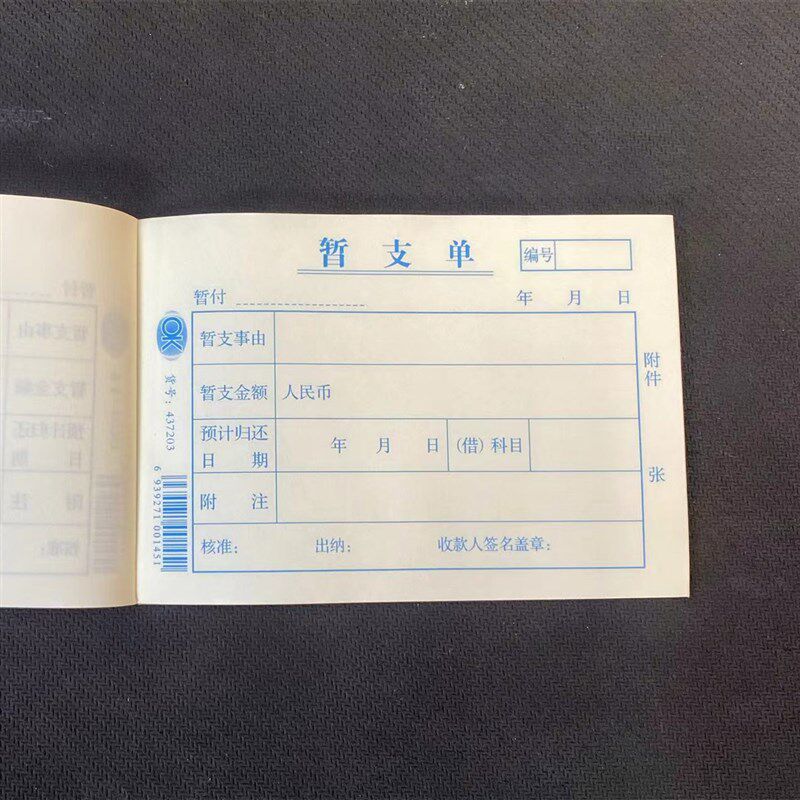 暂支单
编号
暂付 年 月 日
暂支事由
暂支金额 人民币
预计归还日期 年 月 日 (借)科目
附注
核准: 出纳: 收款人签名盖章:
附件 张
OK
货号:437203
6 939271 001451